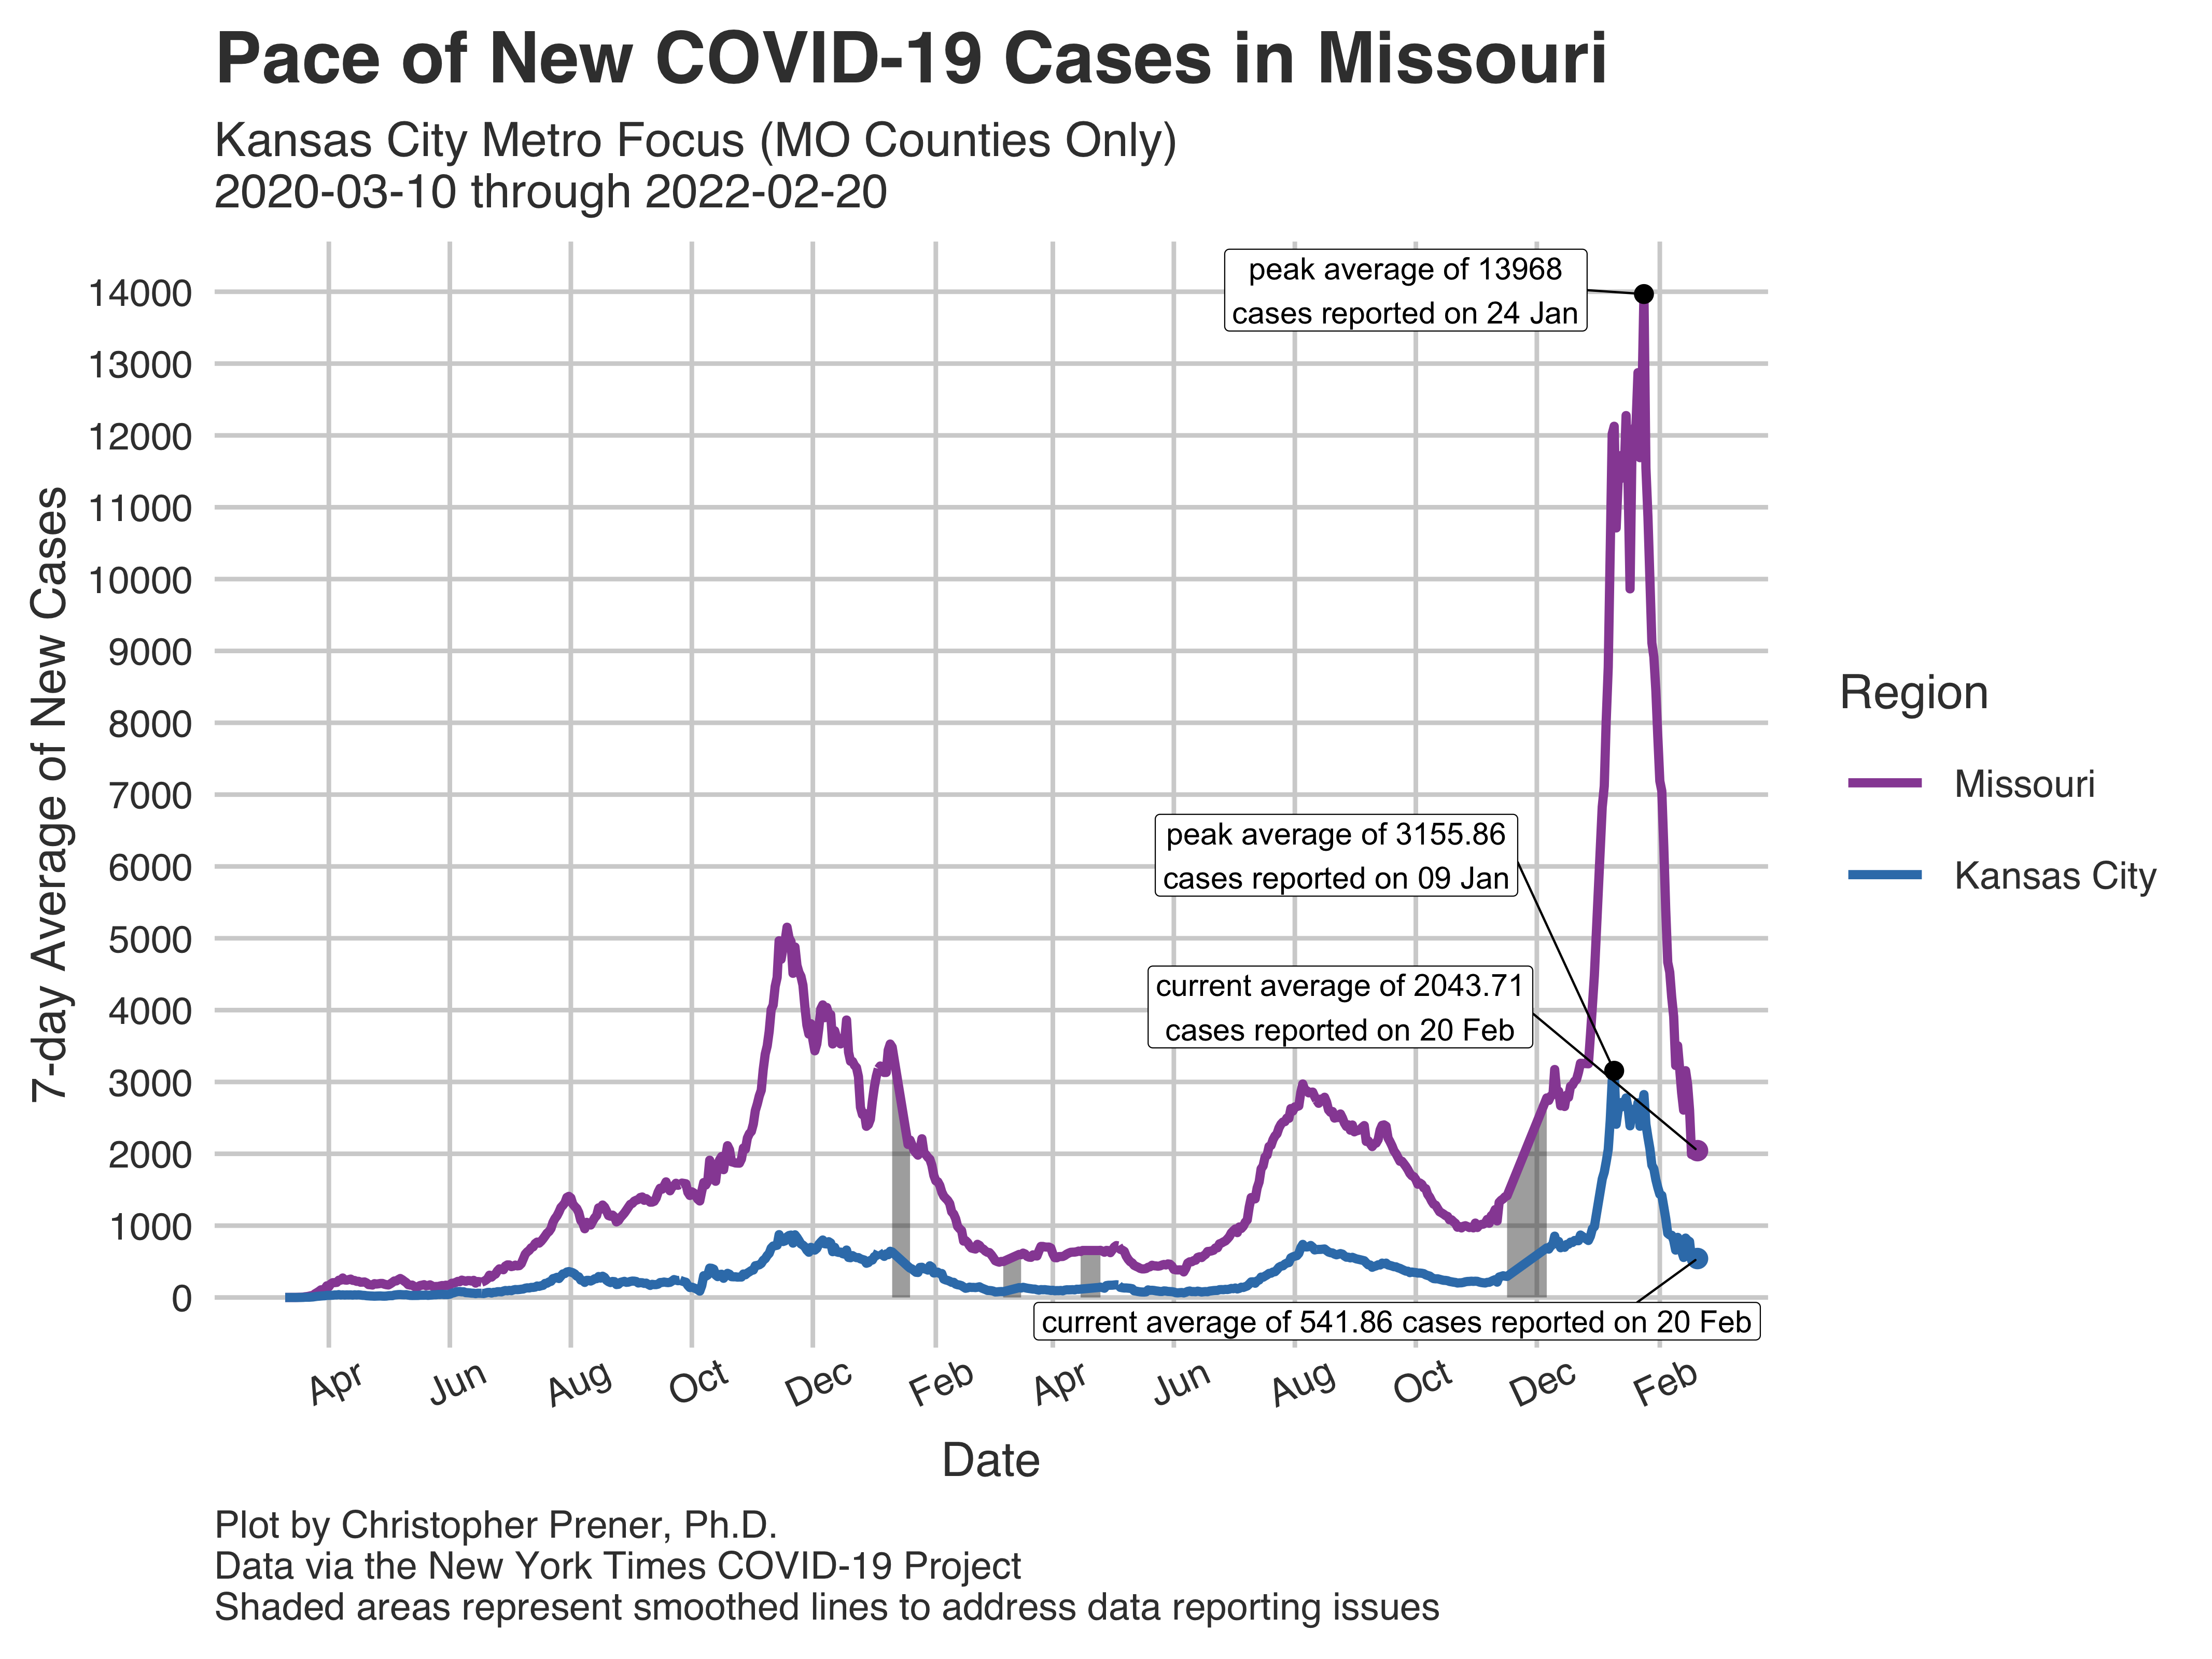 Pace of New COVID-19 Cases in Missouri
Kansas City Metro Focus (MO Counties Only)
2020-03-10 through 2022-02-20
7-day Average of New Cases
14000
13000
12000
11000
10000
9000
8000
7000
6000
5000
4000
3000
2000
1000
0
peak average of 13968
cases reported on 24 Jan
peak average of 3155.86
cases reported on 09 Jan
current average of 2043.71
cases reported on 20 Feb
current average of 541.86 cases reported on 20 Feb
Apr
Jun
Aug
Oct
Dec
Feb
Apr
Jun
Aug
Oct
Dec
Feb
Date
Region
Missouri
Kansas City
Plot by Christopher Prener, Ph.D.
Data via the New York Times COVID-19 Project
Shaded areas represent smoothed lines to address data reporting issues